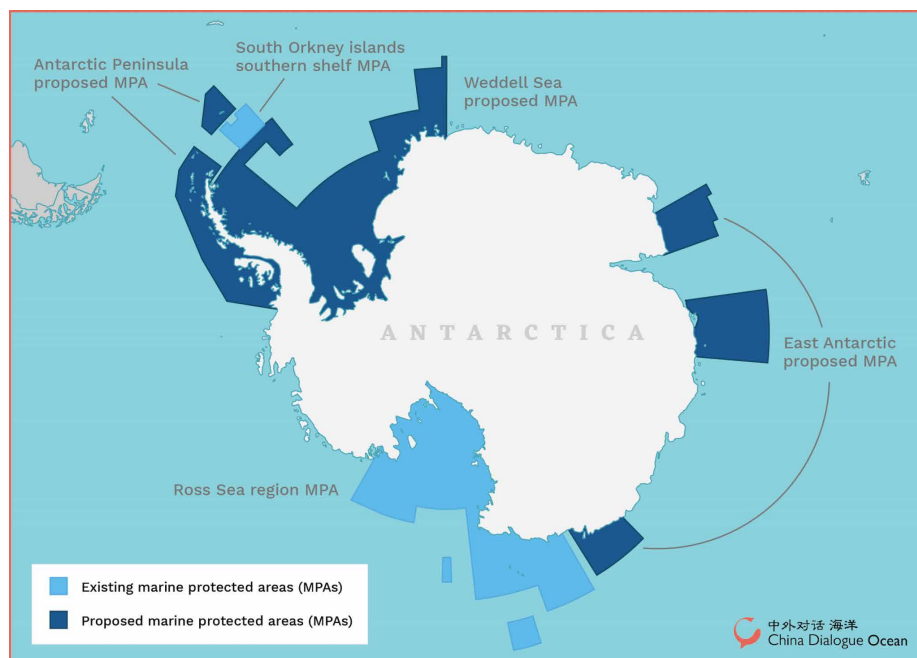 South Orkney islands
southern shelf MPA
Antarctic Peninsula
proposed MPA
Weddell Sea
proposed MPA
ANTARCTICA
East Antarctic
proposed MPA
Ross Sea region MPA
Existing marine protected areas (MPAs)
Proposed marine protected areas (MPAs)
中外对话 海洋
China Dialogue Ocean